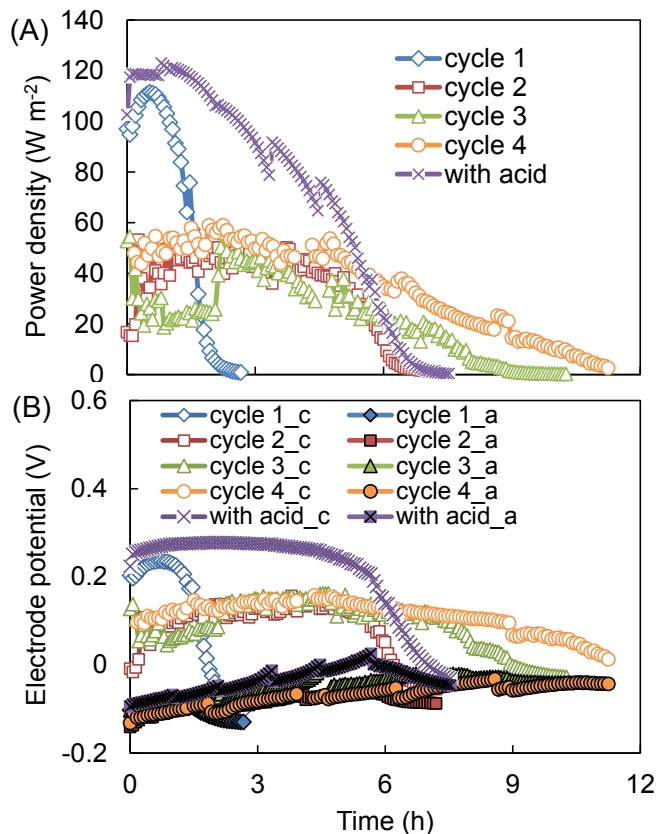 (A)
Power density (W m⁻²)
140
120
100
80
60
40
20
0
cycle 1
cycle 2
cycle 3
cycle 4
with acid
(B)
Electrode potential (V)
0.6
0.4
0.2
0
-0.2
cycle 1_c
cycle 1_a
cycle 2_c
cycle 2_a
cycle 3_c
cycle 3_a
cycle 4_c
cycle 4_a
with acid_c
with acid_a
0 3 6 9 12
Time (h)